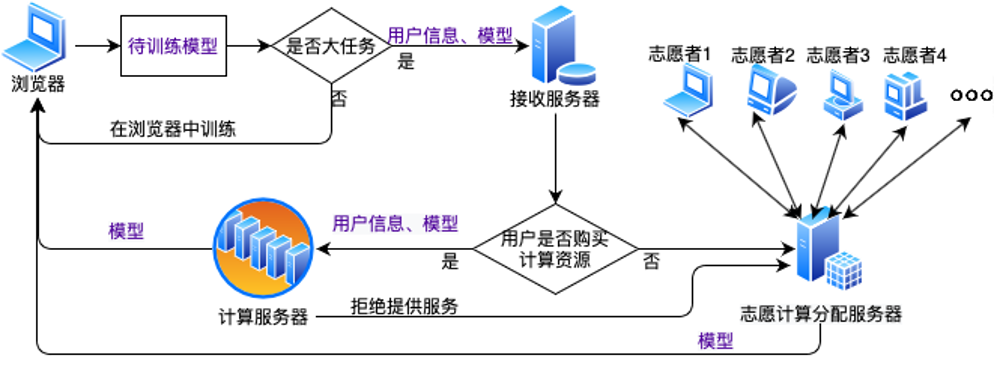 浏览器
待训练模型
是否大任务
用户信息、模型
是
否
接收服务器
在浏览器中训练
志愿者1
志愿者2
志愿者3
志愿者4
模型
用户信息、模型
是
用户是否购买
计算资源
否
计算服务器
拒绝提供服务
志愿计算分配服务器
模型